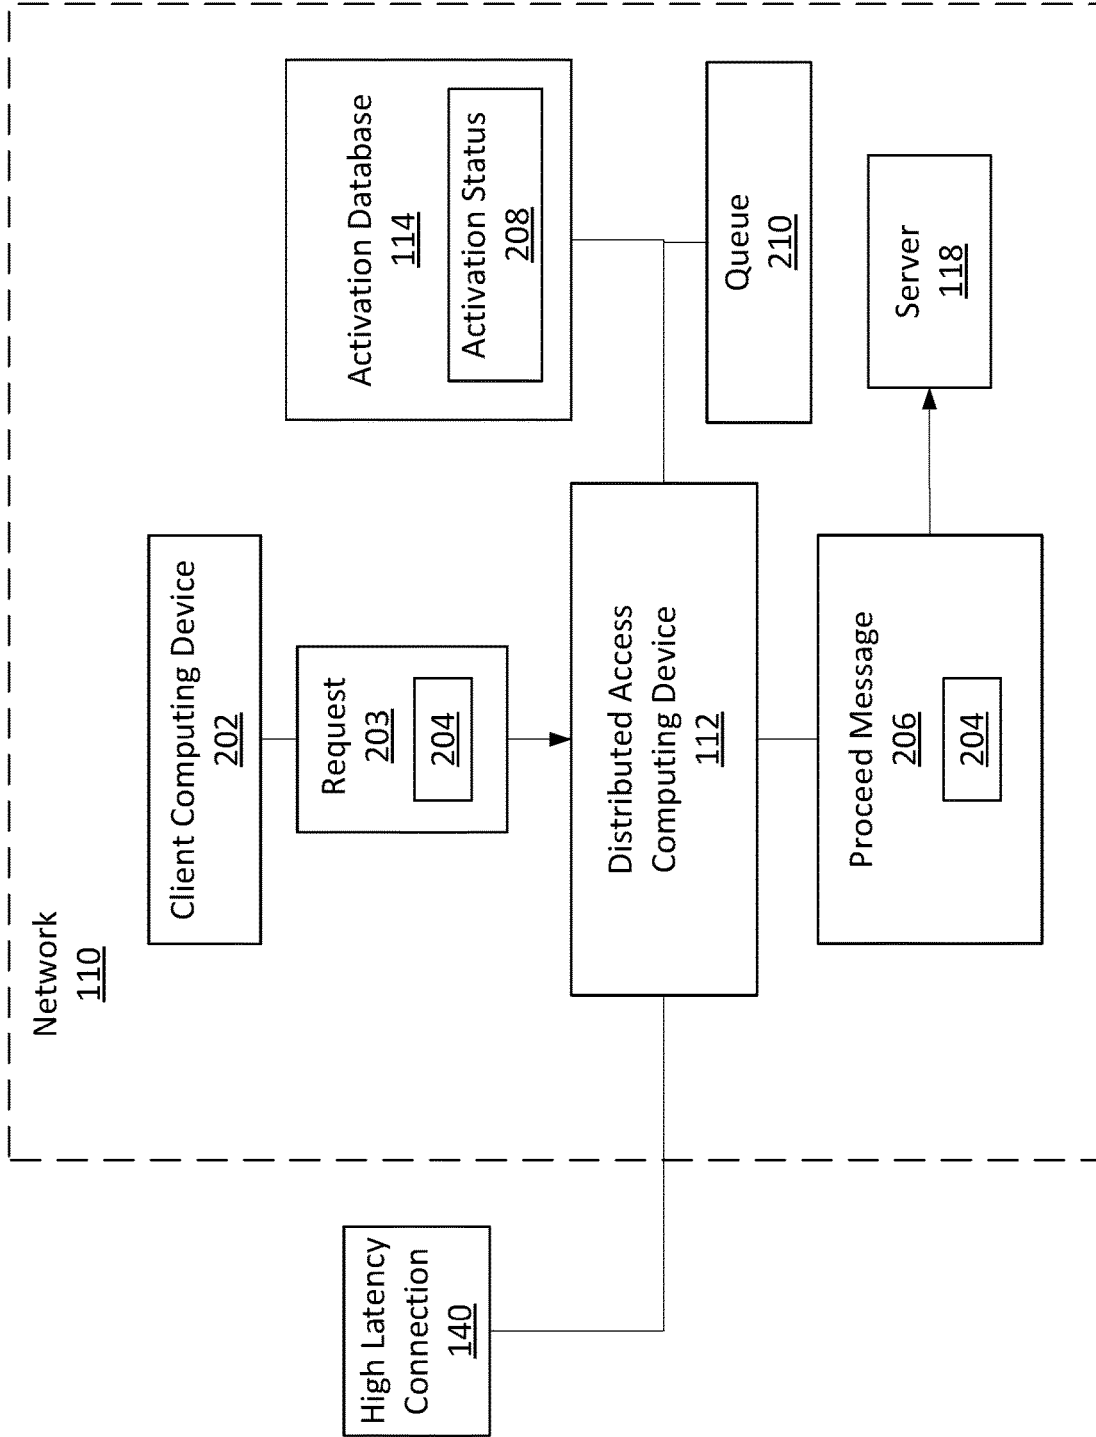 Network
110
High Latency
Connection
140
Client Computing Device
202
Request
203
204
Distributed Access
Computing Device
112
Proceed Message
206
204
Activation Database
114
Activation Status
208
Queue
210
Server
118